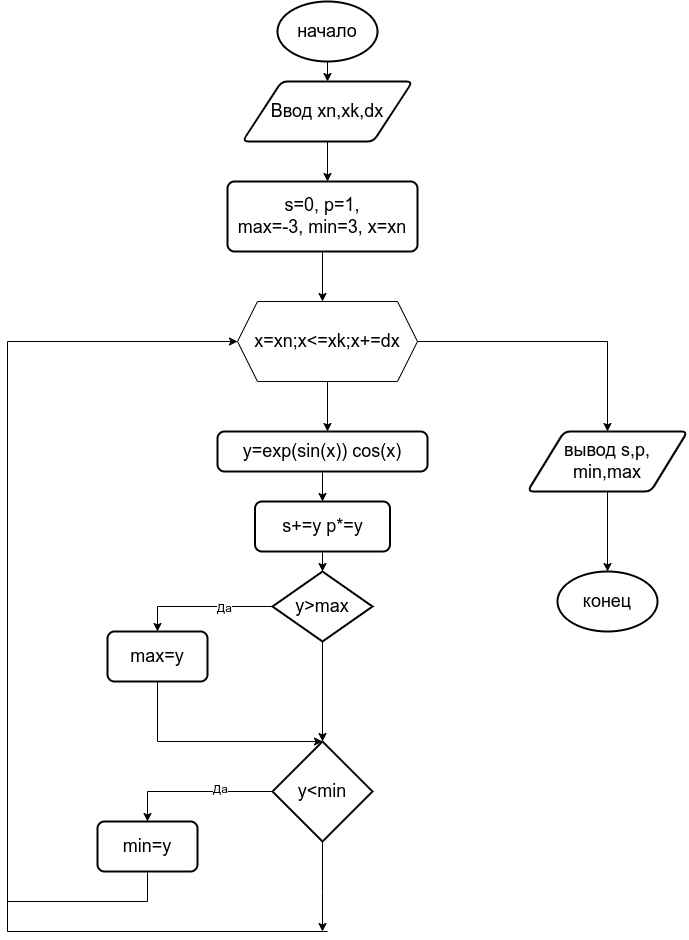 начало
Ввод xn,xk,dx
s=0, p=1,
max=-3, min=3, x=xn
x=xn;x<=xk;x+=dx
y=exp(sin(x)) cos(x)
s+=y p*=y
y>max
Да
max=y
y<min
Да
min=y
вывод s,p,
min,max
конец